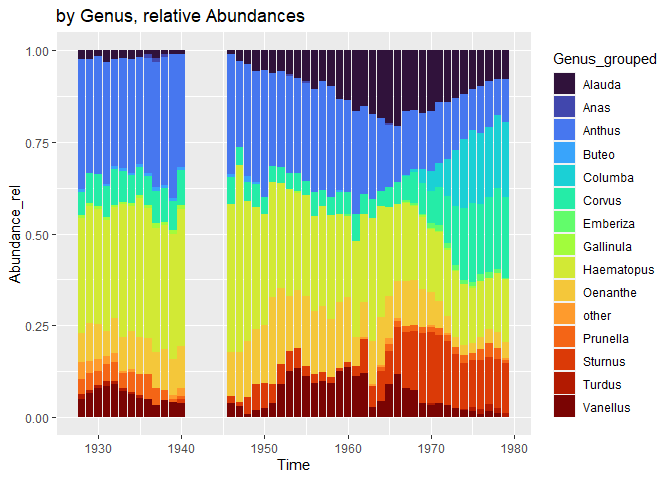 by Genus, relative Abundances
Abundance_rel
1.00
0.75
0.50
0.25
0.00
1930 1940 1950 1960 1970 1980
Time
Genus_grouped
Alauda
Anas
Anthus
Buteo
Columba
Corvus
Emberiza
Gallinula
Haematopus
Oenanthe
other
Prunella
Sturnus
Turdus
Vanellus